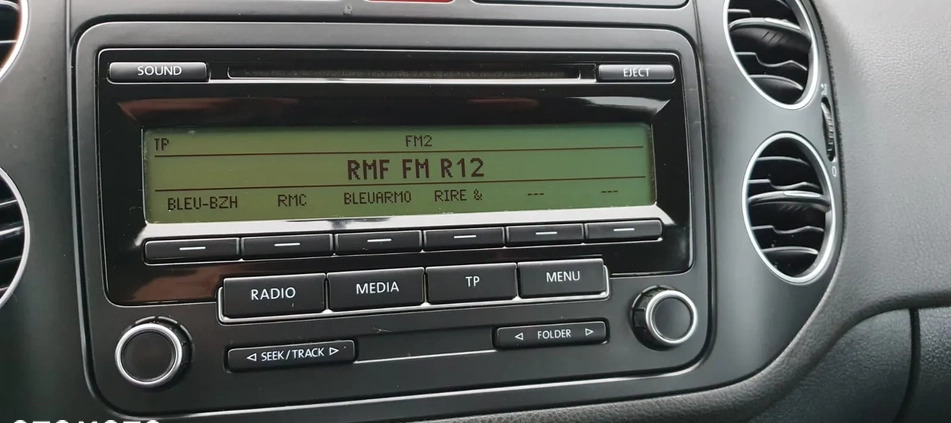 SOUND EJECT
TP FM2
RMF FM R12
BLEU-BZH RMC BLEUARMO RIRE & --- ---
RADIO MEDIA TP MENU
◁ SEEK/TRACK ▷ ◁ FOLDER ▷